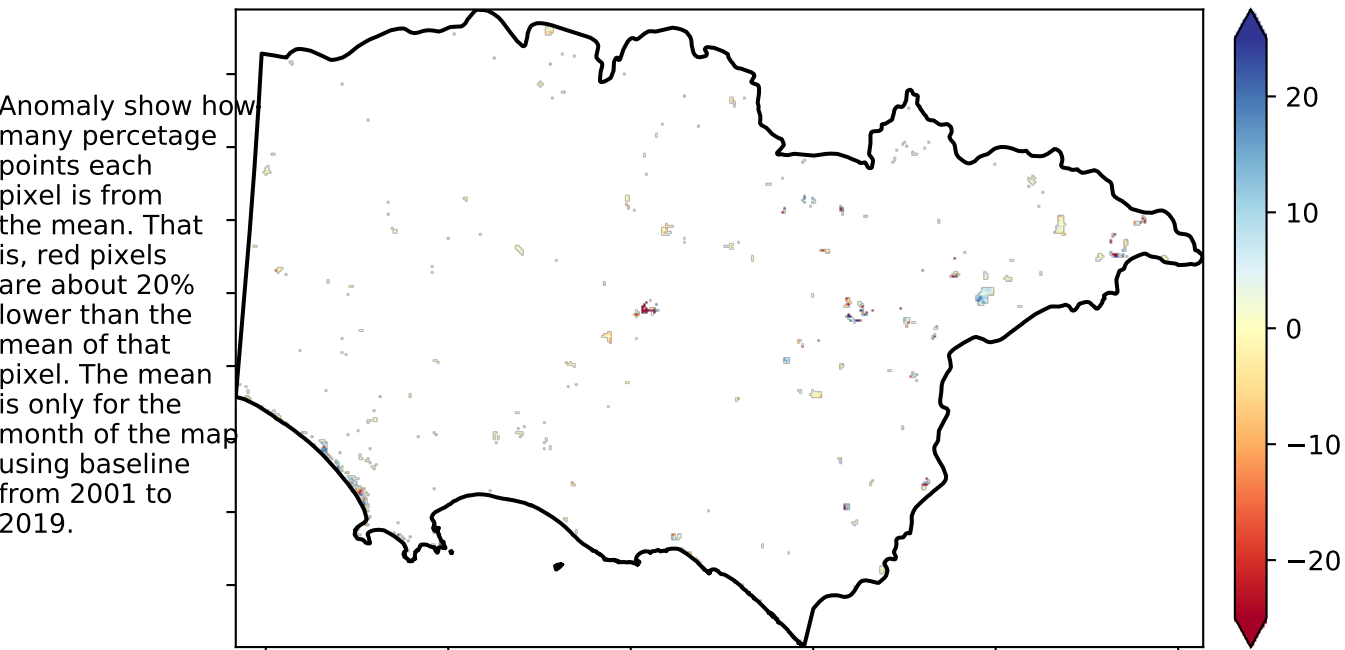 Anomaly show how
many percetage
points each
pixel is from
the mean. That
is, red pixels
are about 20%
lower than the
mean of that
pixel. The mean
is only for the
month of the map
using baseline
from 2001 to
2019.
20
10
0
−10
−20